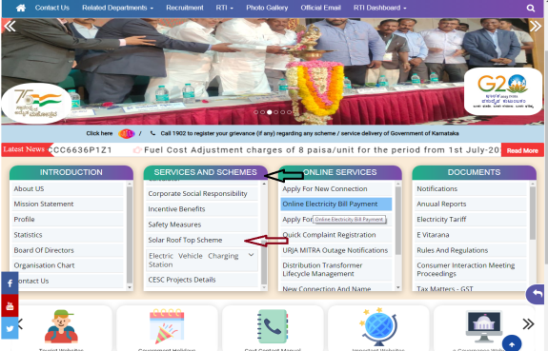 Contact Us Related Departments Recruitment RTI Photo Gallery Official Email RTI Dashboard
75
G20
Click here / Call 1902 to register your grievance (if any) regarding any scheme / service delivery of Government of Karnataka
Latest News CC6636P1Z1 Fuel Cost Adjustment charges of 8 paisa/unit for the period from 1st July-20 Read More
INTRODUCTION
About US
Mission Statement
Profile
Statistics
Board Of Directors
Organisation Chart
Contact Us
SERVICES AND SCHEMES
Corporate Social Responsibility
Incentive Benefits
Safety Measures
Solar Roof Top Scheme
Electric Vehicle Charging
Station
CESC Projects Details
ONLINE SERVICES
Apply For New Connection
Online Electricity Bill Payment
Apply Fo
Online Electricity Bill Payment
Quick Complaint Registration
URJA MITRA Outage Notifications
Distribution Transformer
Lifecycle Management
New Connection And Name
DOCUMENTS
Notifications
Anuual Reports
Electricity Tariff
E Vitarana
Rules And Regulations
Consumer Interaction Meeting
Proceedings
Tax Matters - GST